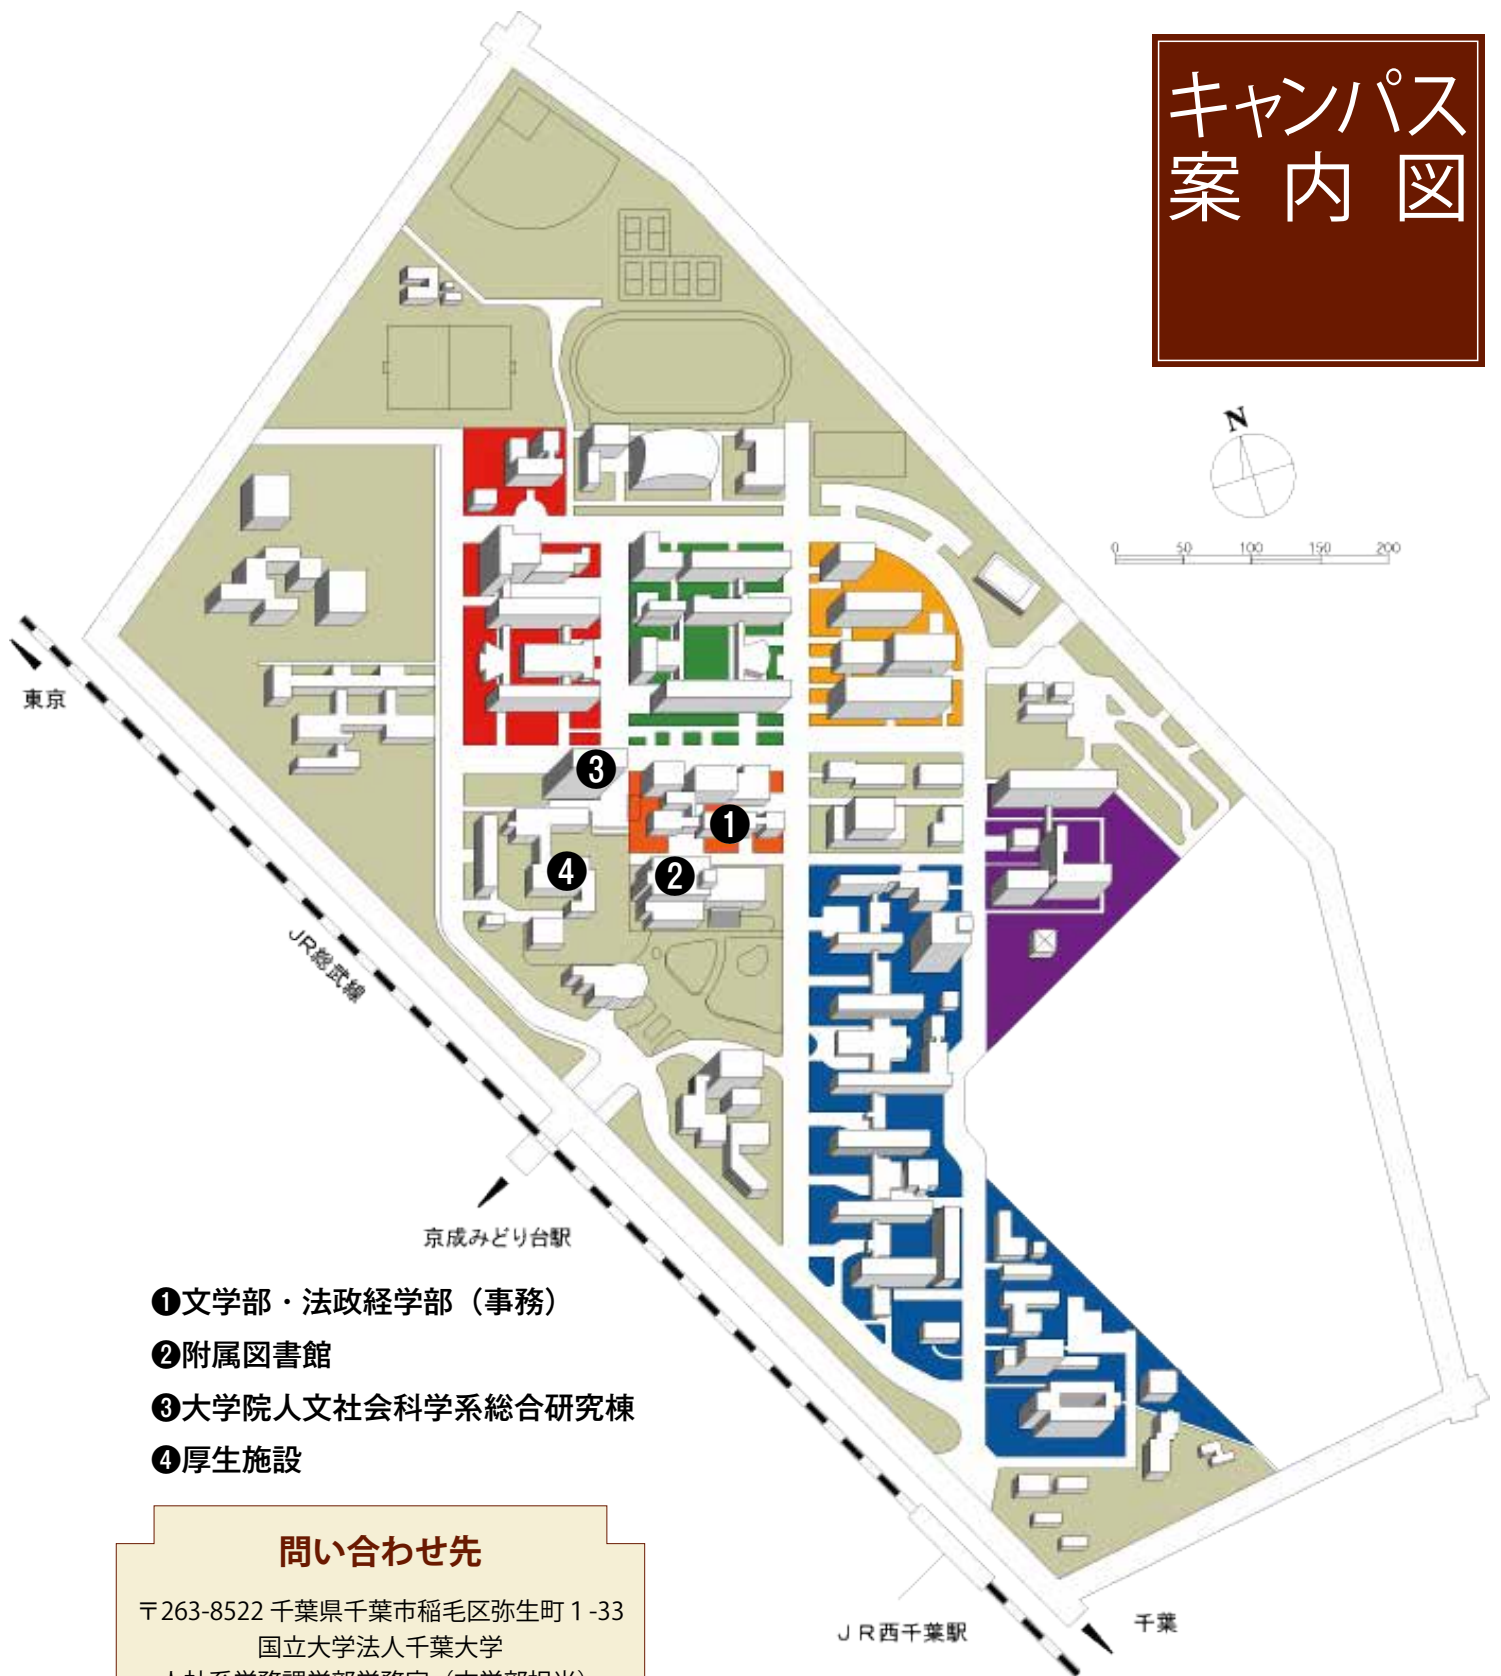 キャンパス
案内図
N
0 50 100 150 200
東京
❸
❶
❹
❷
JR総武線
京成みどり台駅
❶文学部・法政経学部（事務）
❷附属図書館
❸大学院人文社会科学系総合研究棟
❹厚生施設
問い合わせ先
〒263-8522 千葉県千葉市稲毛区弥生町 1 -33
国立大学法人千葉大学
ＪＲ西千葉駅
千葉